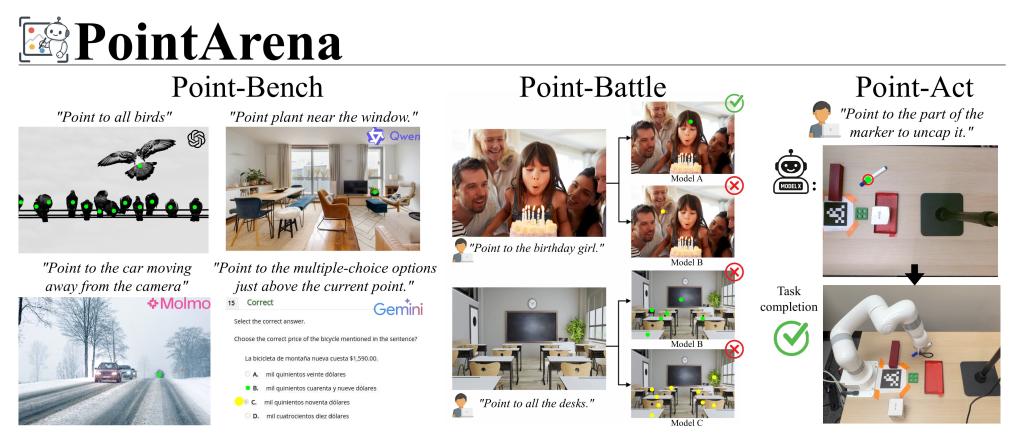 PointArena
Point-Bench
"Point to all birds"
"Point plant near the window."
Qwen
"Point to the car moving
away from the camera"
Molmo
"Point to the multiple-choice options
just above the current point."
Gemini
15 Correct
Select the correct answer.
Choose the correct price of the bicycle mentioned in the sentence?
La bicicleta de montaña nueva cuesta $1,590.00.
A. mil quinientos veinte dólares
B. mil quinientos cuarenta y nueve dólares
C. mil quinientos noventa dólares
D. mil cuatrocientos diez dólares
Point-Battle
"Point to the birthday girl."
Model A
Model B
"Point to all the desks."
Model B
Model C
Point-Act
"Point to the part of the
marker to uncap it."
MODELX :
Task
completion